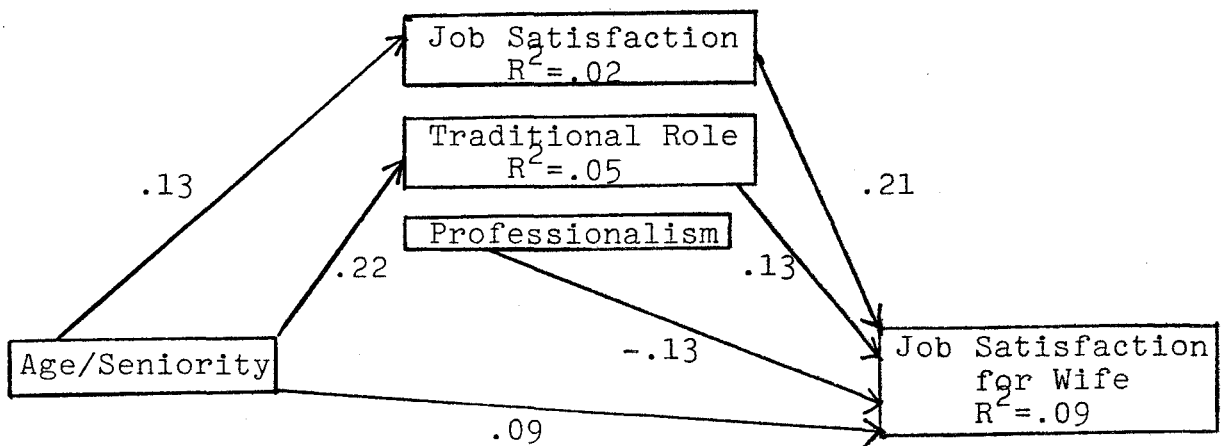 Job Satisfaction
R²=.02
Traditional Role
R²=.05
.13
.21
Professionalism
.22
.13
Age/Seniority
-.13
Job Satisfaction
for Wife
R²=.09
.09